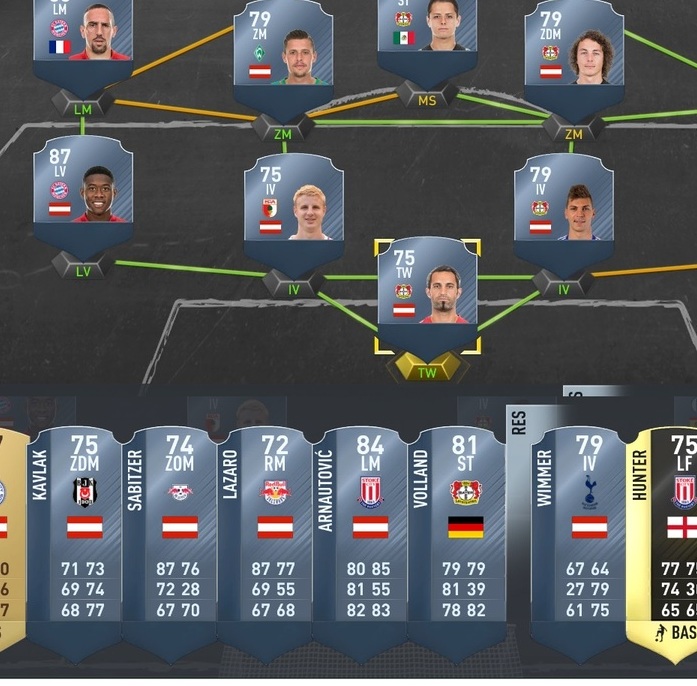 LM
79
ZM
ST
79
ZDM
LM
MS
ZM
ZM
87
LV
75
IV
79
IV
75
TW
LV
IV
IV
TW
RES
KAVLAK
75
ZDM
71 73
69 74
68 77
SABITZER
74
ZOM
87 76
72 28
67 70
LAZARO
72
RM
87 77
69 55
67 68
ARNAUTOVIĆ
84
LM
80 85
81 55
82 83
VOLLAND
81
ST
79 79
81 39
78 82
WIMMER
79
IV
67 64
27 79
61 75
HUNTER
75
LF
77
74
65
BAS